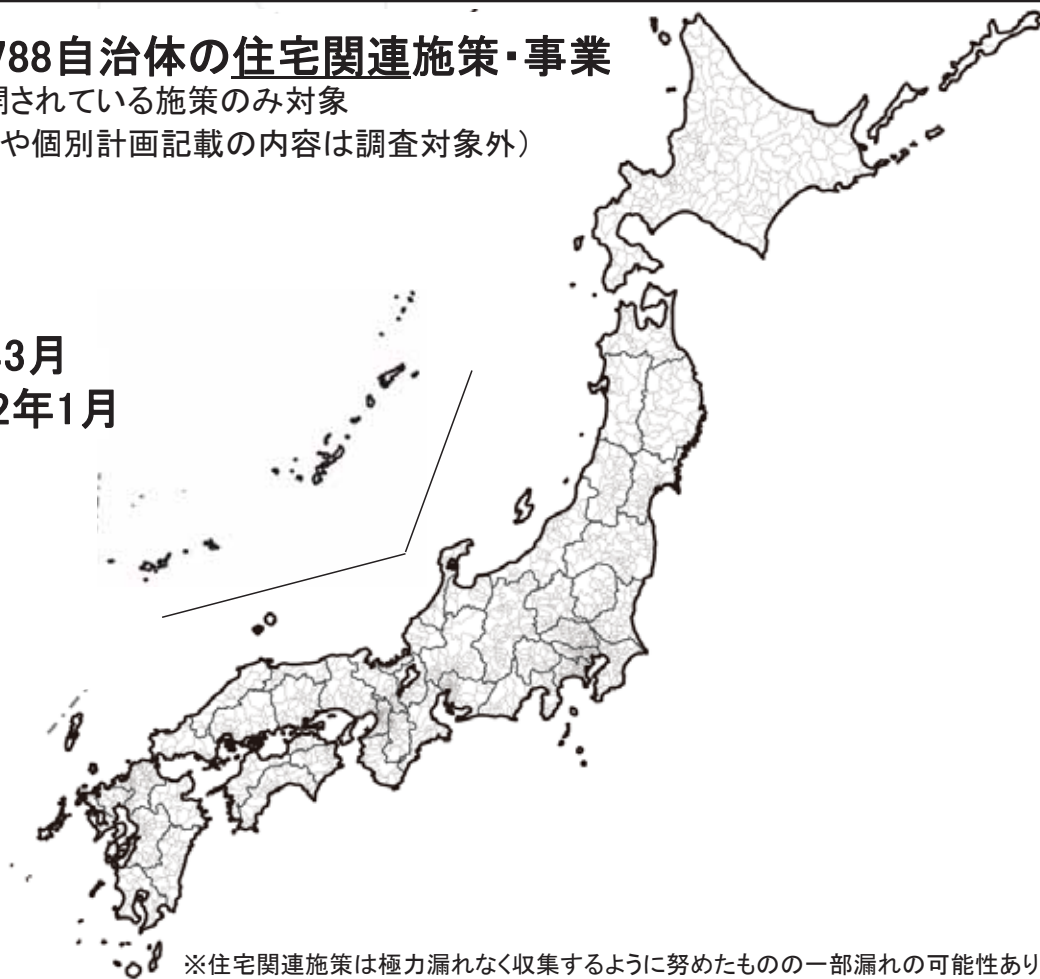 788自治体の住宅関連施策・事業
されている施策のみ対象
や個別計画記載の内容は調査対象外）
3月
2年1月
※住宅関連施策は極力漏れなく収集するように努めたものの一部漏れの可能性あり